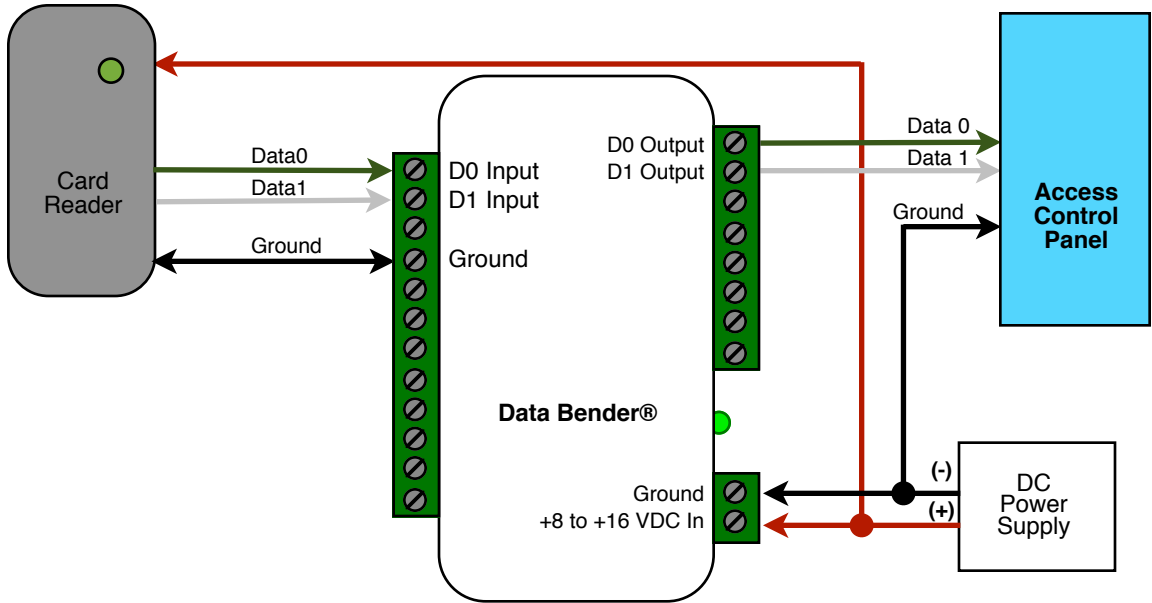 Card
Reader
Data0
Data1
Ground
D0 Input
D1 Input
Ground
D0 Output
D1 Output
Data Bender®
Ground
+8 to +16 VDC In
Data 0
Data 1
Ground
Access
Control
Panel
(-)
(+)
DC
Power
Supply